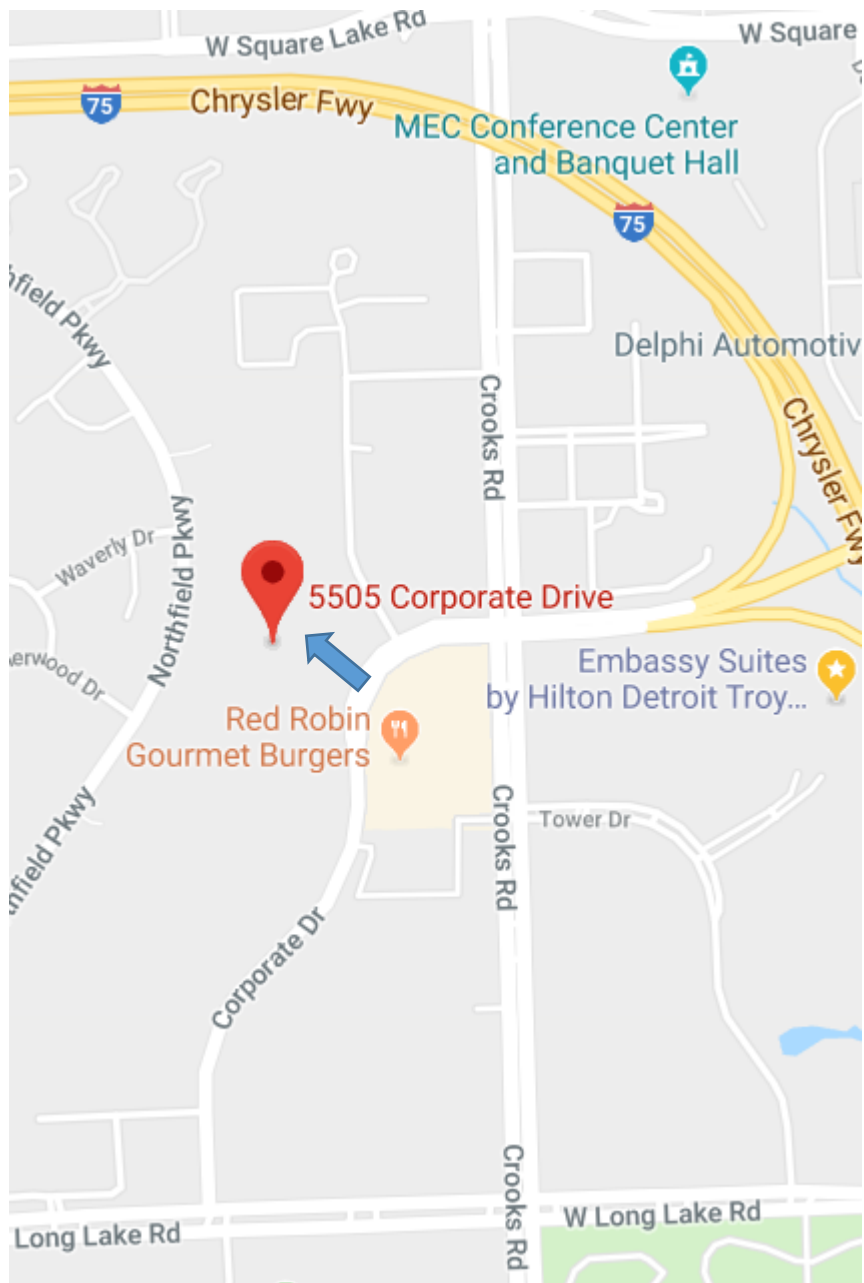 W Square Lake Rd
W Square
75
Chrysler Fwy
MEC Conference Center
and Banquet Hall
75
hfield Pkwy
Delphi Automotiv
Crooks Rd
Chrysler Fwy
Waverly Dr
Northfield Pkwy
5505 Corporate Drive
erwood Dr
Embassy Suites
by Hilton Detroit Troy...
Red Robin
Gourmet Burgers
thfield Pkwy
Crooks Rd
Tower Dr
Corporate Dr
Crooks Rd
Long Lake Rd
W Long Lake Rd